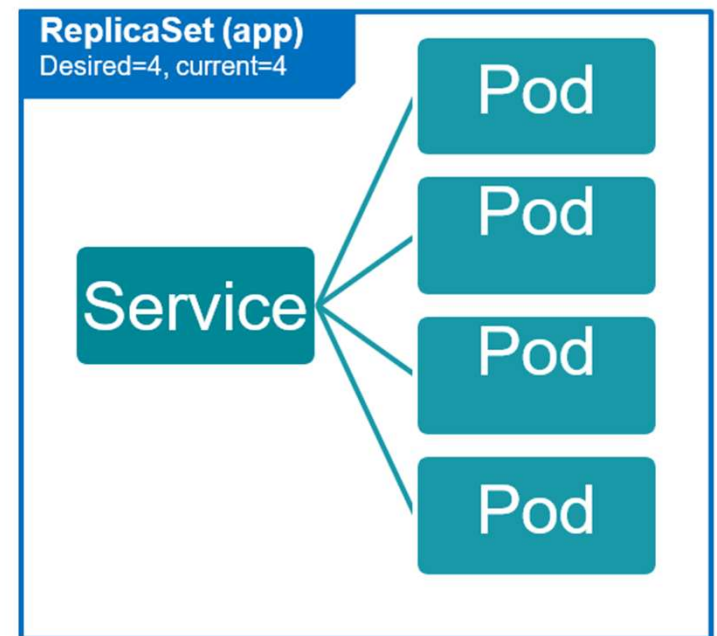 ReplicaSet (app)
Desired=4, current=4
Pod
Pod
Service
Pod
Pod